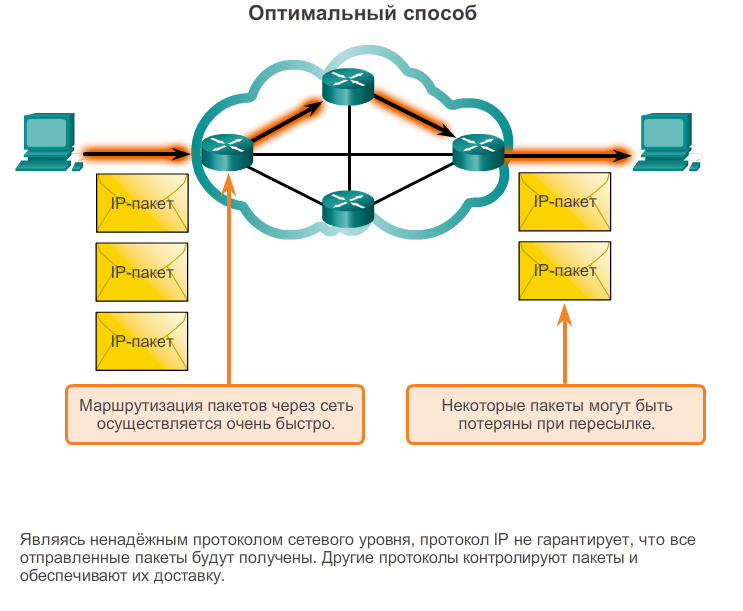 Оптимальный способ
IP-пакет
IP-пакет
IP-пакет
IP-пакет
IP-пакет
Маршрутизация пакетов через сеть
осуществляется очень быстро.
Некоторые пакеты могут быть
потеряны при пересылке.
Являясь ненадёжным протоколом сетевого уровня, протокол IP не гарантирует, что все
отправленные пакеты будут получены. Другие протоколы контролируют пакеты и
обеспечивают их доставку.